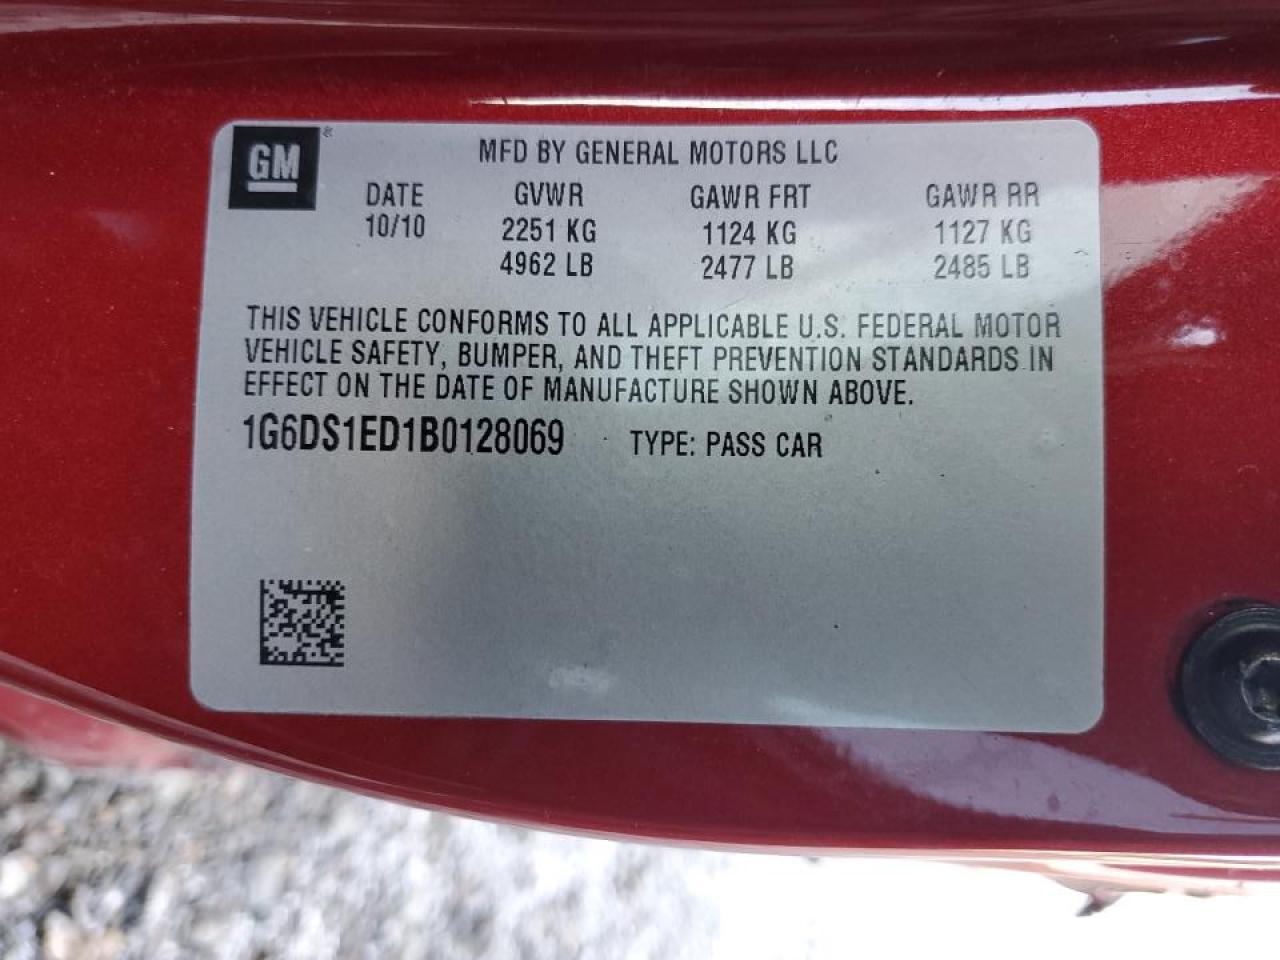 GM®
MFD BY GENERAL MOTORS LLC
DATE GVWR GAWR FRT GAWR RR
10/10 2251 KG 1124 KG 1127 KG
4962 LB 2477 LB 2485 LB
THIS VEHICLE CONFORMS TO ALL APPLICABLE U.S. FEDERAL MOTOR
VEHICLE SAFETY, BUMPER, AND THEFT PREVENTION STANDARDS IN
EFFECT ON THE DATE OF MANUFACTURE SHOWN ABOVE.
1G6DS1ED1B0128069 TYPE: PASS CAR